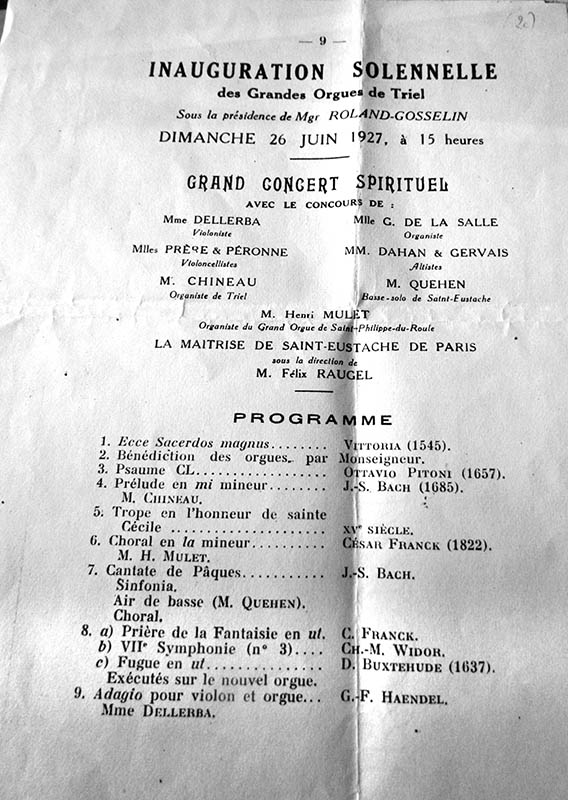 (20)
— 9 —
INAUGURATION SOLENNELLE
des Grandes Orgues de Triel
Sous la présidence de Mgr ROLAND-GOSSELIN
DIMANCHE 26 JUIN 1927, à 15 heures
GRAND CONCERT SPIRITUEL
AVEC LE CONCOURS DE :
Mme DELLERBA
Violoniste
Mlle G. DE LA SALLE
Organiste
Mlles PRÈRE & PÉRONNE
Violoncellistes
MM. DAHAN & GERVAIS
Altistes
M. CHINEAU
Organiste de Triel
M. QUEHEN
Basse-solo de Saint-Eustache
M. Henri MULET
Organiste du Grand Orgue de Saint-Philippe-du-Roule
LA MAITRISE DE SAINT-EUSTACHE DE PARIS
sous la direction de
M. Félix RAUGEL
PROGRAMME
1. Ecce Sacerdos magnus........ VITTORIA (1545).
2. Bénédiction des orgues. par Monseigneur.
3. Psaume CL.................. OTTAVIO PITONI (1657).
4. Prélude en mi mineur........ J.-S. BACH (1685).
M. CHINEAU.
5. Trope en l'honneur de sainte
Cécile ..................... XVe SIÈCLE.
6. Choral en la mineur.......... CÉSAR FRANCK (1822).
M. H. MULET.
7. Cantate de Pâques........... J.-S. BACH.
Sinfonia.
Air de basse (M. QUEHEN).
Choral.
8. a) Prière de la Fantaisie en ut. C. FRANCK.
b) VIIe Symphonie (n° 3).... CH.-M. WIDOR.
c) Fugue en ut............... D. BUXTEHUDE (1637).
Exécutés sur le nouvel orgue.
9. Adagio pour violon et orgue... G.-F. HAENDEL.
Mme DELLERBA.